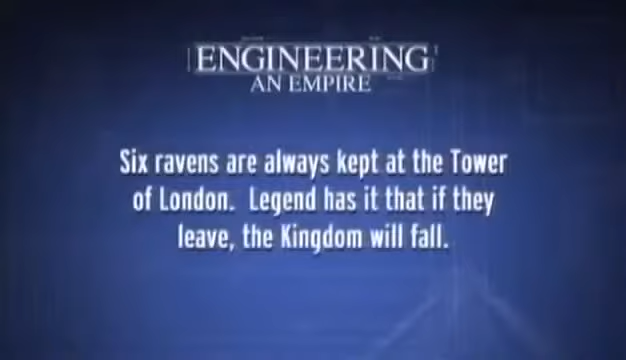 ENGINEERING
AN EMPIRE
Six ravens are always kept at the Tower
of London. Legend has it that if they
leave, the Kingdom will fall.